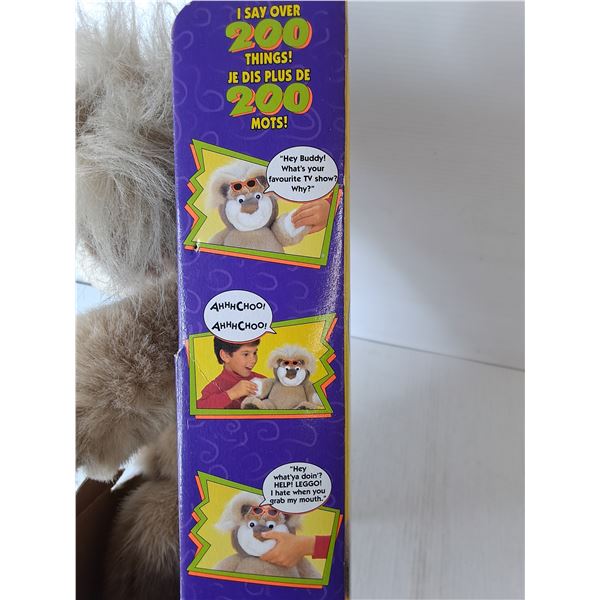 I SAY OVER
200
THINGS!
JE DIS PLUS DE
200
MOTS!
"Hey Buddy!
What's your
favourite TV show?
Why?"
AHHHCHOO!
AHHHCHOO!
"Hey
what'ya doin'?
HELP! LEGGO!
I hate when you
grab my mouth."